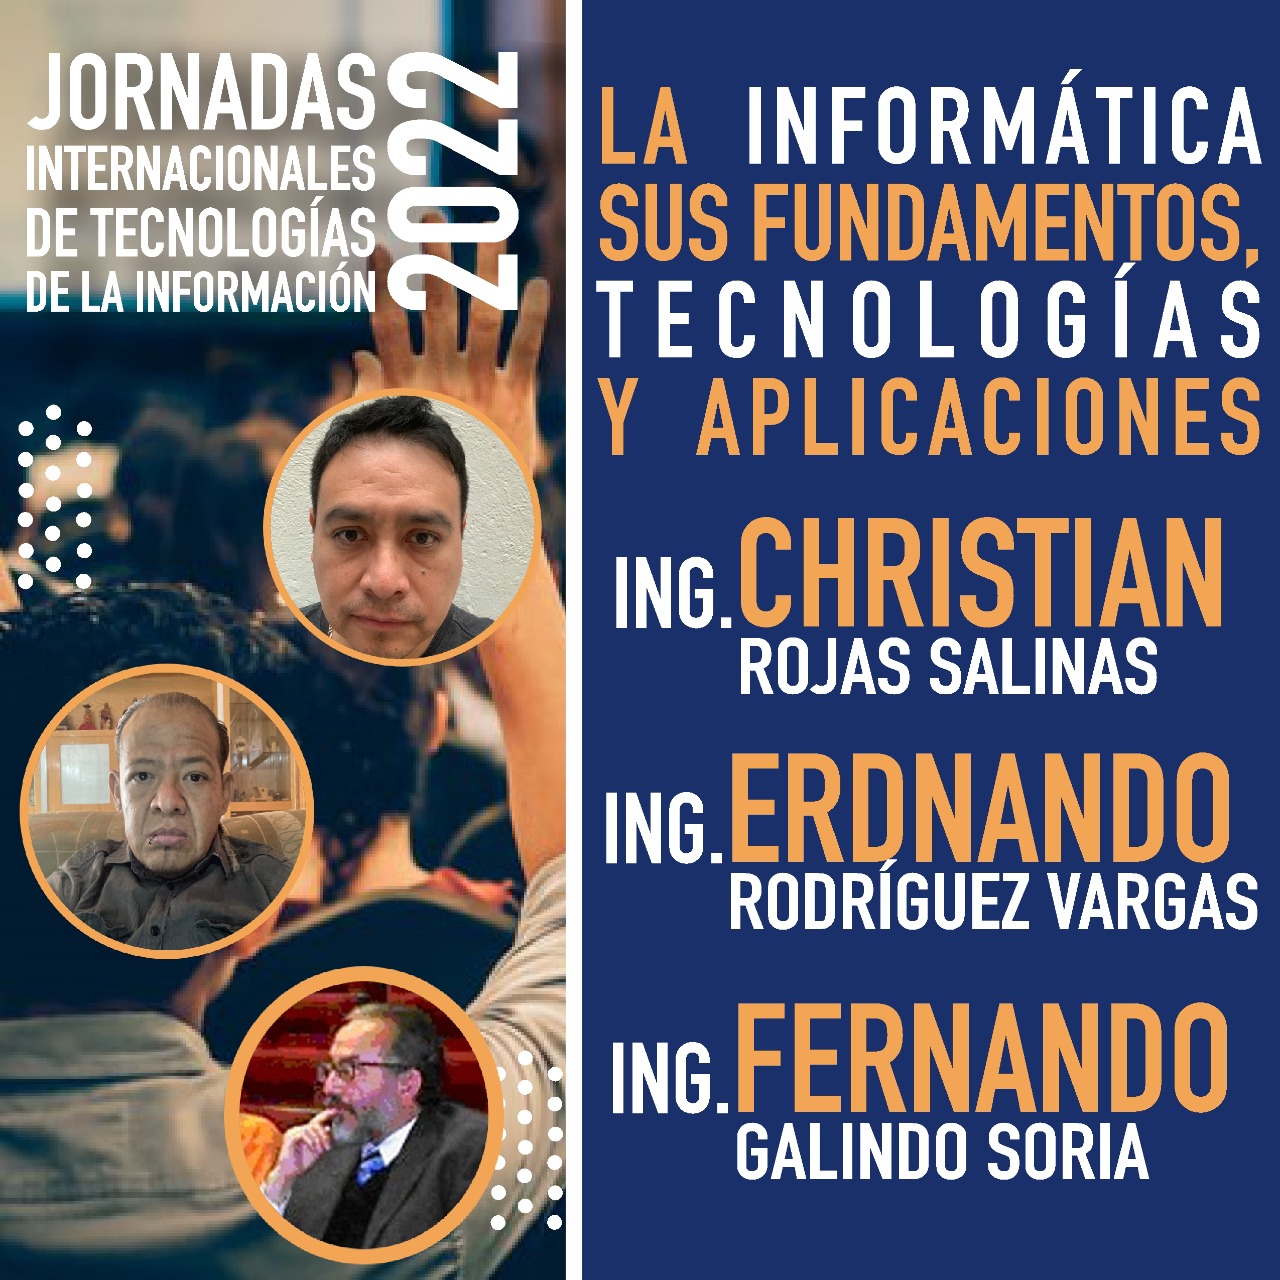 JORNADAS
INTERNACIONALES
DE TECNOLOGÍAS
DE LA INFORMACIÓN
2022
LA INFORMÁTICA
SUS FUNDAMENTOS,
TECNOLOGÍAS
Y APLICACIONES
ING. CHRISTIAN
ROJAS SALINAS
ING. ERDNANDO
RODRÍGUEZ VARGAS
ING. FERNANDO
GALINDO SORIA